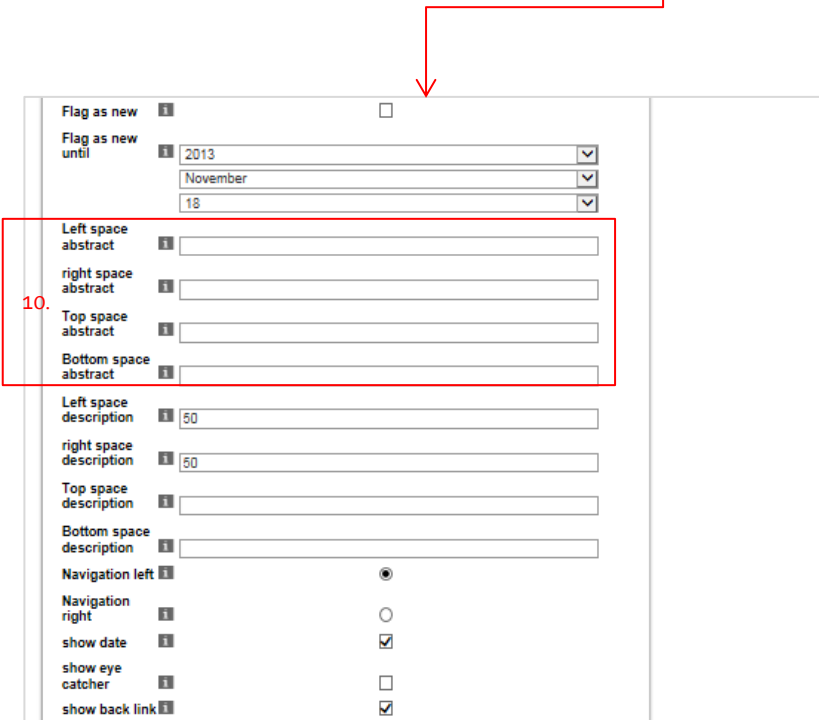 Flag as new
Flag as new
until
2013
November
18
Left space
abstract
right space
abstract
10.
Top space
abstract
Bottom space
abstract
Left space
description
50
right space
description
50
Top space
description
Bottom space
description
Navigation left
Navigation
right
show date
show eye
catcher
show back link